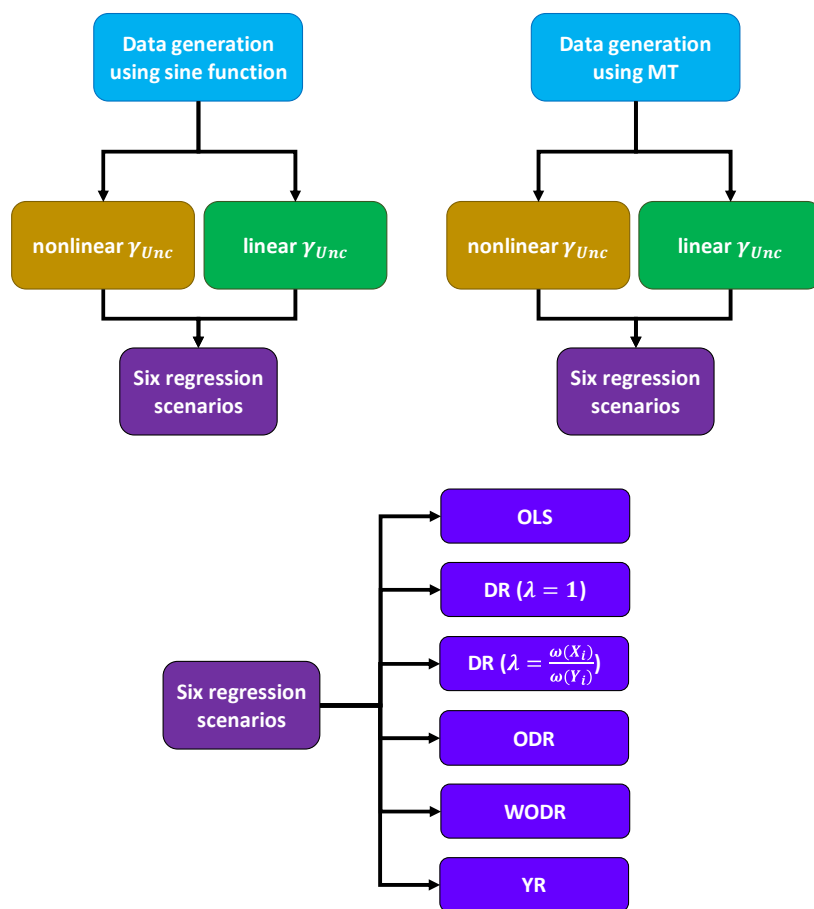 Data generation
using sine function
Data generation
using MT
nonlinear γ_Unc
linear γ_Unc
nonlinear γ_Unc
linear γ_Unc
Six regression
scenarios
Six regression
scenarios
Six regression
scenarios
OLS
DR (λ = 1)
DR (λ = ω(X_i)/ω(Y_i))
ODR
WODR
YR